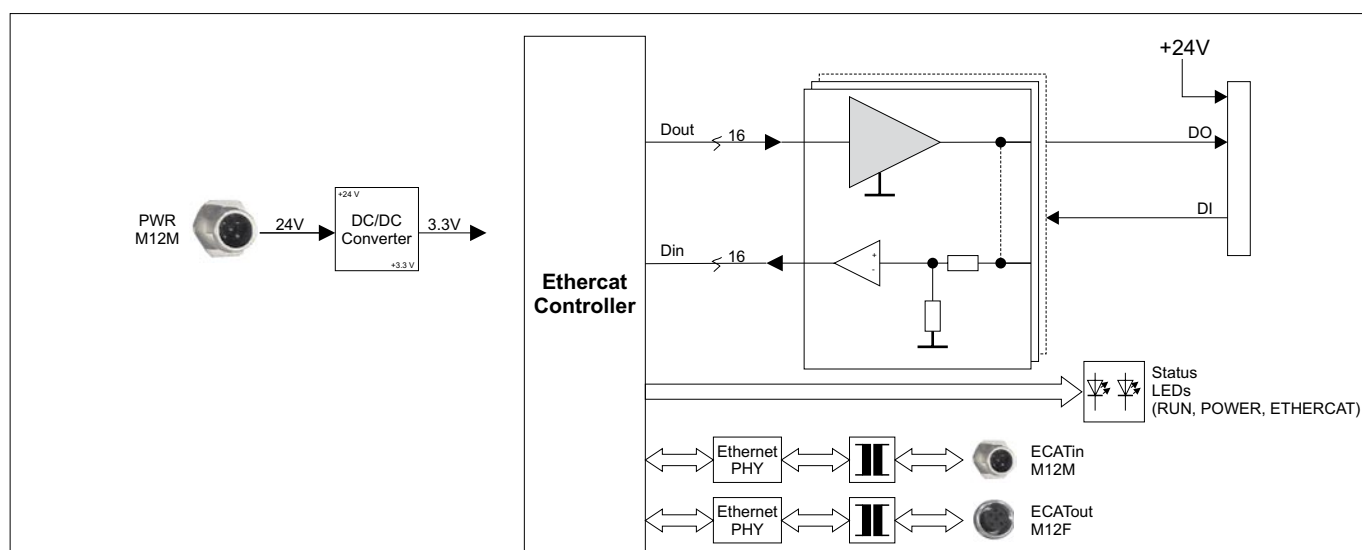 +24V
Dout
16
DO
+24 V
DC/DC
Converter
+3.3 V
PWR
M12M
24V
3.3V
DI
Din
16
+
-
Ethercat
Controller
Status
LEDs
(RUN, POWER, ETHERCAT)
Ethernet
PHY
ECATin
M12M
Ethernet
PHY
ECATout
M12F